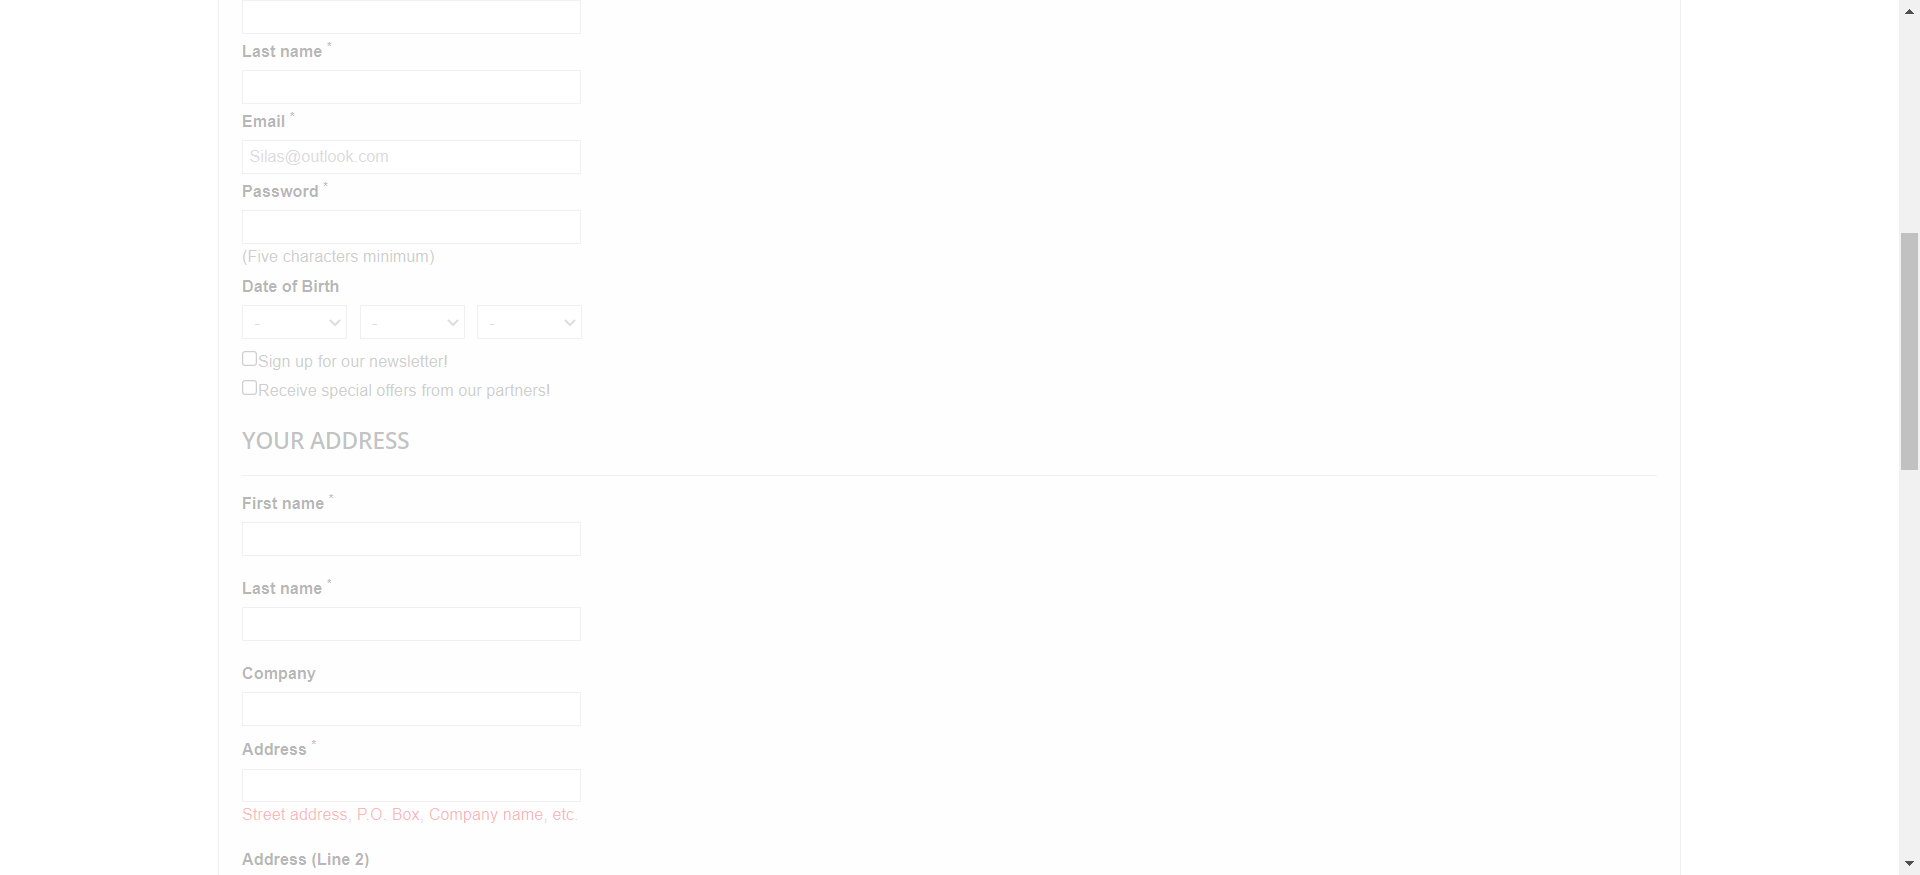 Last name *
Email *
Silas@outlook.com
Password *
(Five characters minimum)
Date of Birth
- - -
Sign up for our newsletter!
Receive special offers from our partners!
YOUR ADDRESS
First name *
Last name *
Company
Address *
Street address, P.O. Box, Company name, etc.
Address (Line 2)